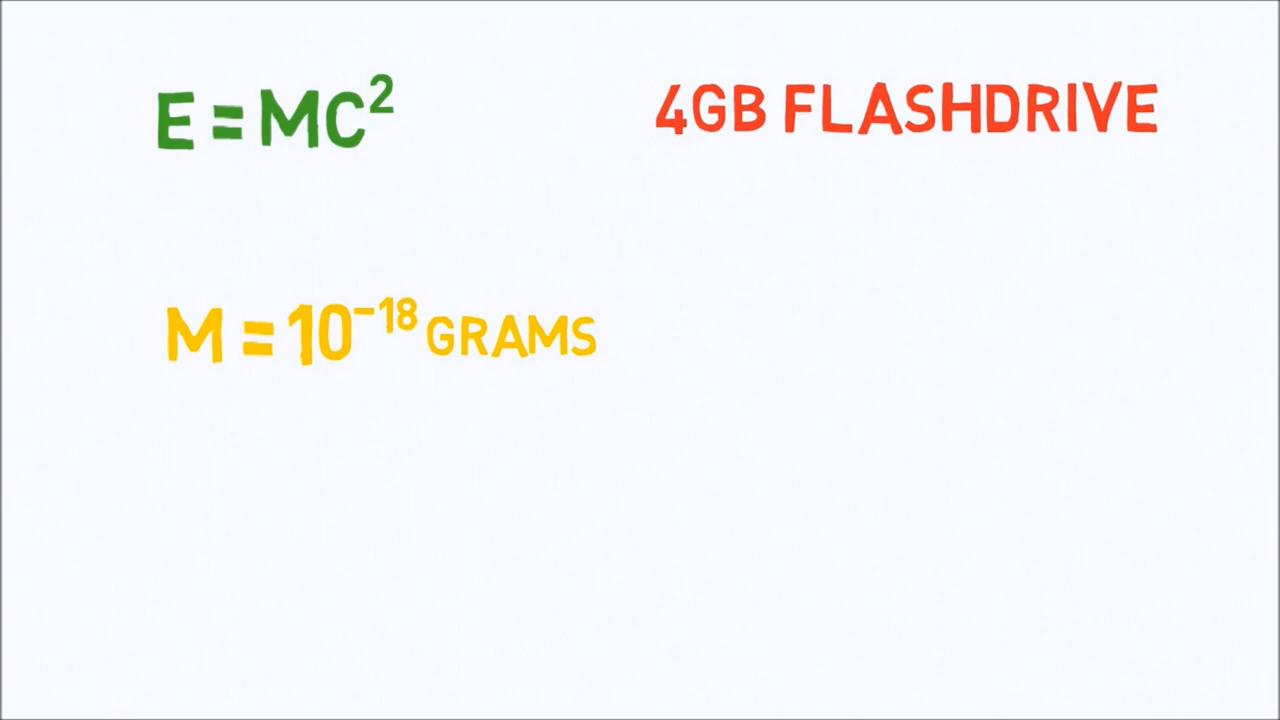 E = MC²
4GB FLASHDRIVE
M = 10⁻¹⁸ GRAMS